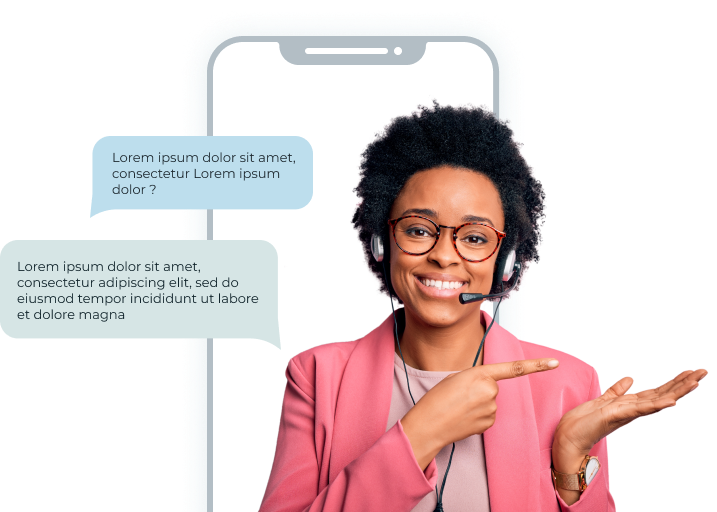 Lorem ipsum dolor sit amet,
consectetur Lorem ipsum
dolor ?
Lorem ipsum dolor sit amet,
consectetur adipiscing elit, sed do
eiusmod tempor incididunt ut labore
et dolore magna